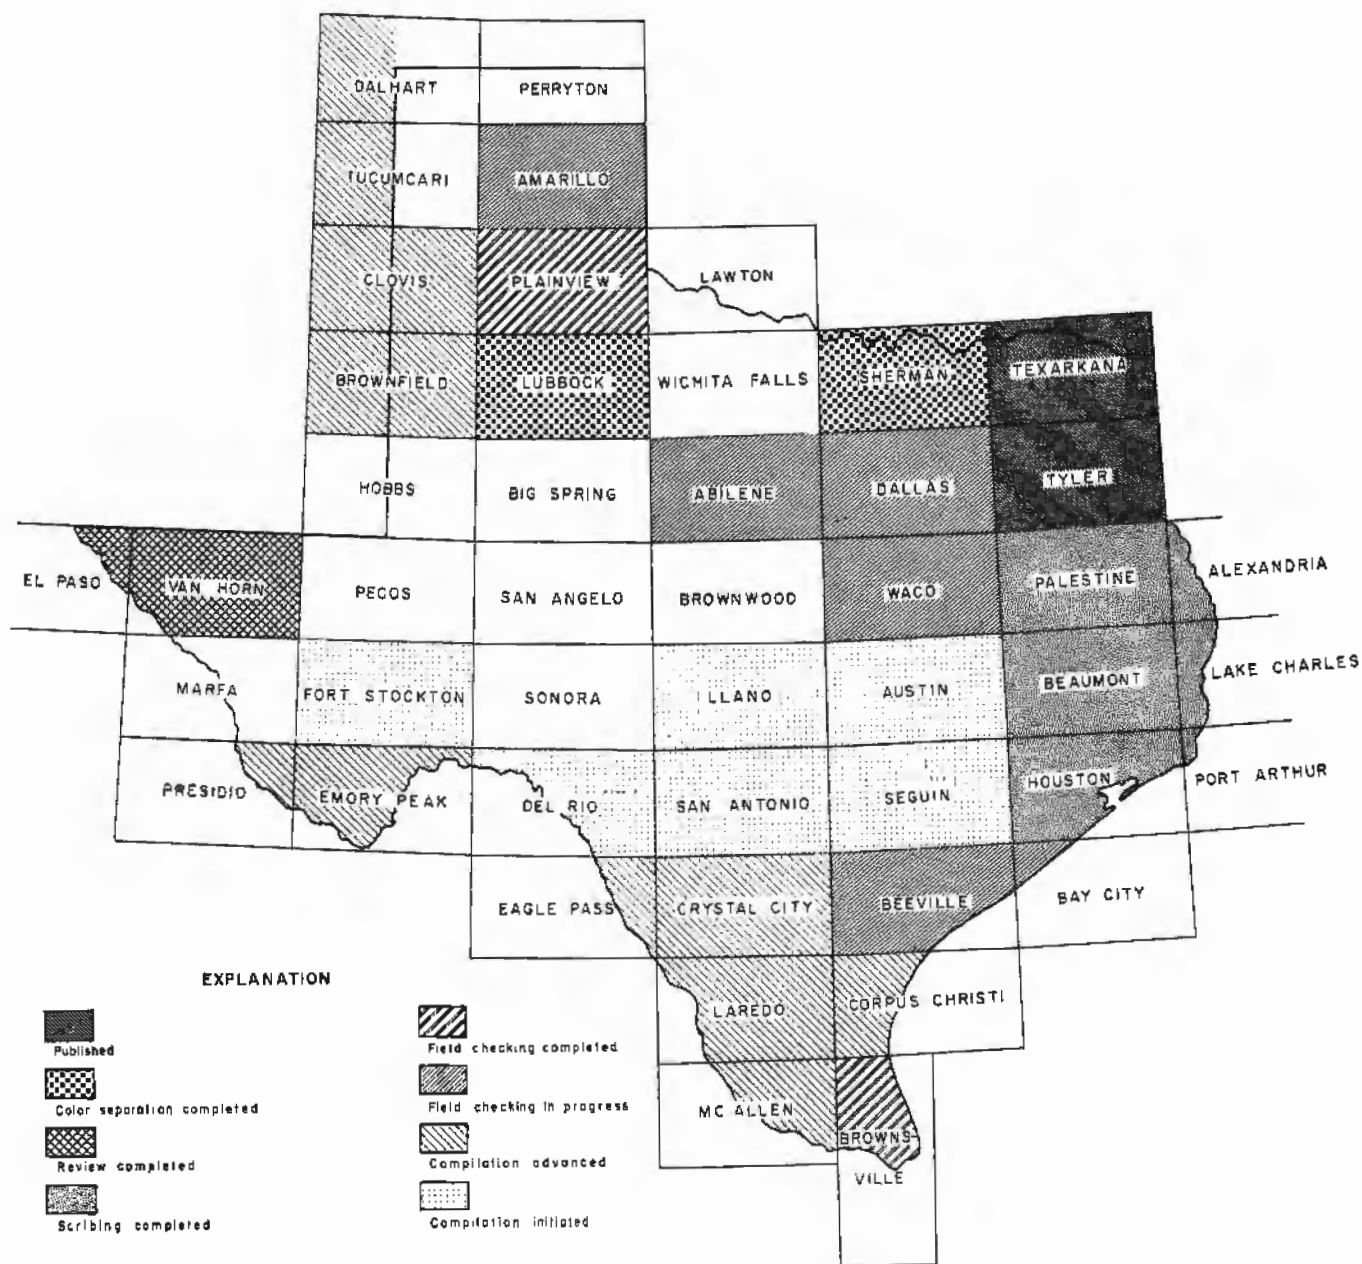 DALHART
PERRYTON
TUCUMCARI
AMARILLO
CLOVIS
PLAINVIEW
LAWTON
BROWNFIELD
LUBBOCK
WICHITA FALLS
SHERMAN
TEXARKANA
HOBBS
BIG SPRING
ABILENE
DALLAS
TYLER
EL PASO
VAN HORN
PECOS
SAN ANGELO
BROWNWOOD
WACO
PALESTINE
ALEXANDRIA
MARFA
FORT STOCKTON
SONORA
LLANO
AUSTIN
BEAUMONT
LAKE CHARLES
PRESIDIO
EMORY PEAK
DEL RIO
SAN ANTONIO
SEGUIN
HOUSTON
PORT ARTHUR
EAGLE PASS
CRYSTAL CITY
BEEVILLE
BAY CITY
LAREDO
CORPUS CHRISTI
MC ALLEN
BROWNS-
VILLE
EXPLANATION
Published
Color separation completed
Review completed
Scribing completed
Field checking completed
Field checking in progress
Compilation advanced
Compilation initiated